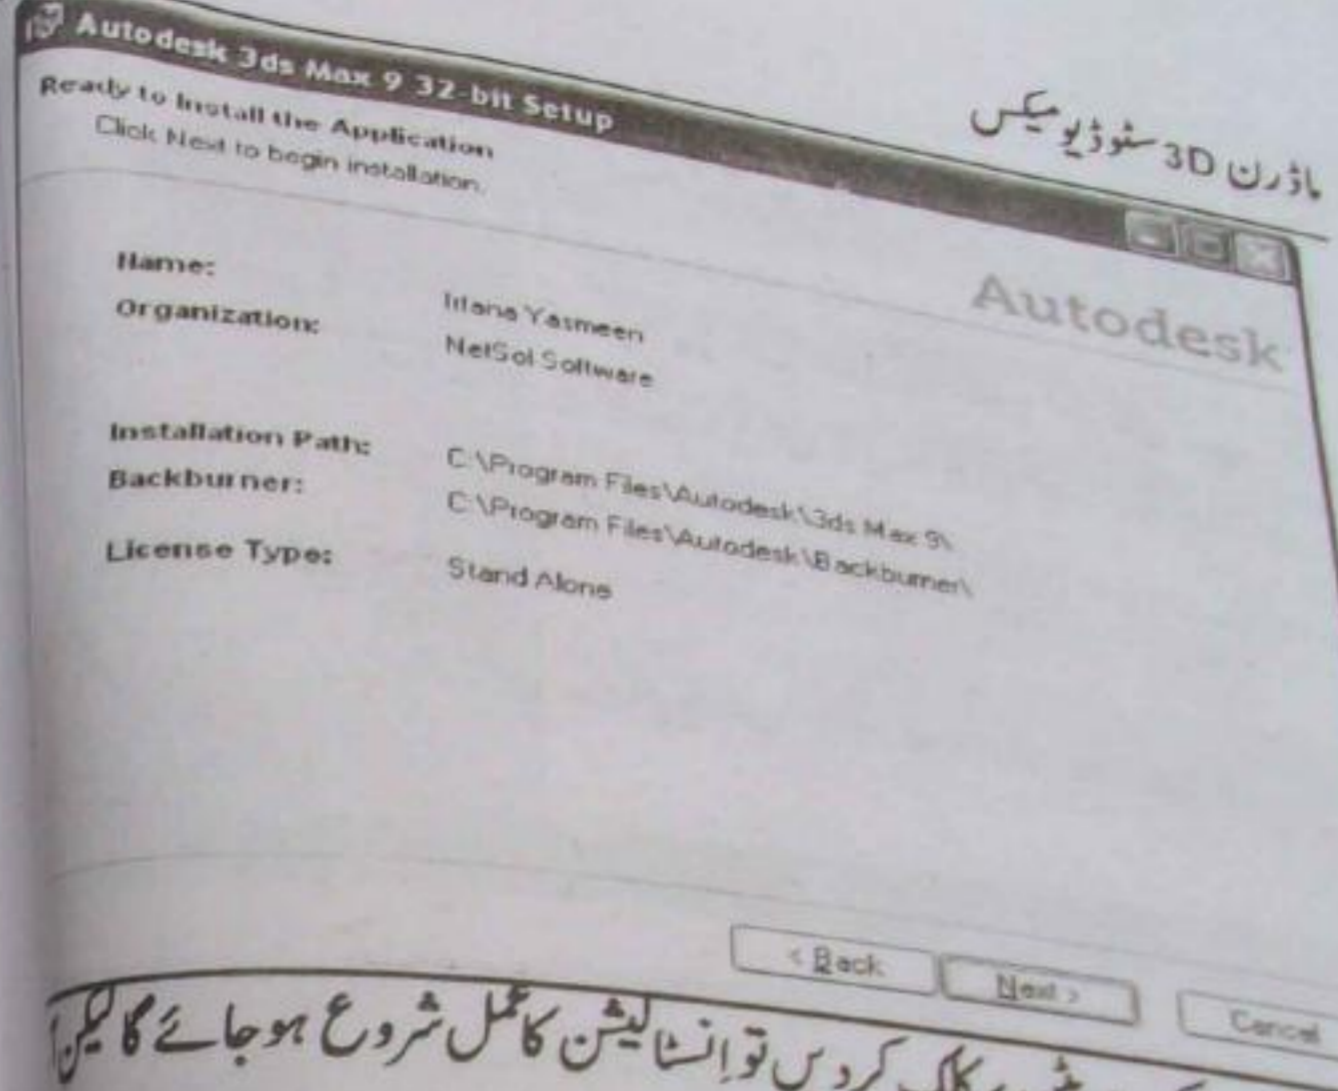 ماڈرن 3D سٹوڈیو میکس
Autodesk 3ds Max 9 32-bit Setup
Ready to Install the Application
Click Next to begin installation.
Autodesk
Name: Irfana Yasmeen
Organization: NetSol Software
Installation Path: C:\Program Files\Autodesk\3ds Max 9\
Backburner: C:\Program Files\Autodesk\Backburner\
License Type: Stand Alone
< Back Next > Cancel
کلک کر دیں تو اِنسٹالیشن کا عمل شروع ہو جائے گا لیکن